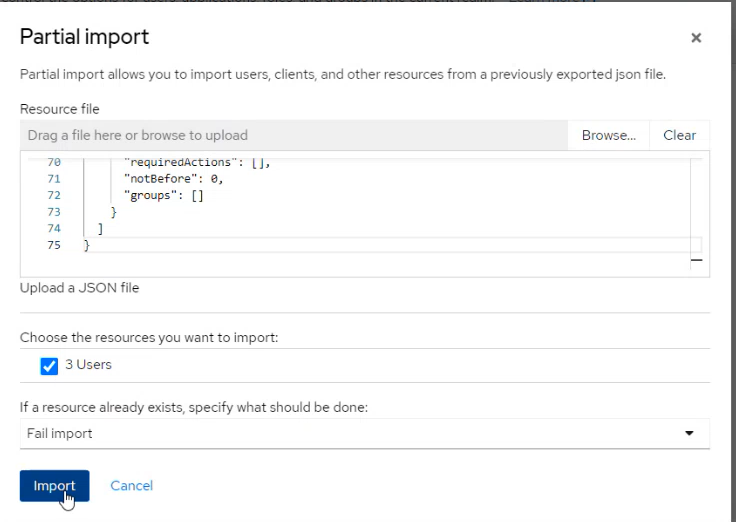 Partial import
Partial import allows you to import users, clients, and other resources from a previously exported json file.
Resource file
Drag a file here or browse to upload Browse... Clear
70 "requiredActions": [],
71 "notBefore": 0,
72 "groups": []
73 }
74 ]
75 }
Upload a JSON file
Choose the resources you want to import:
3 Users
If a resource already exists, specify what should be done:
Fail import
Import Cancel